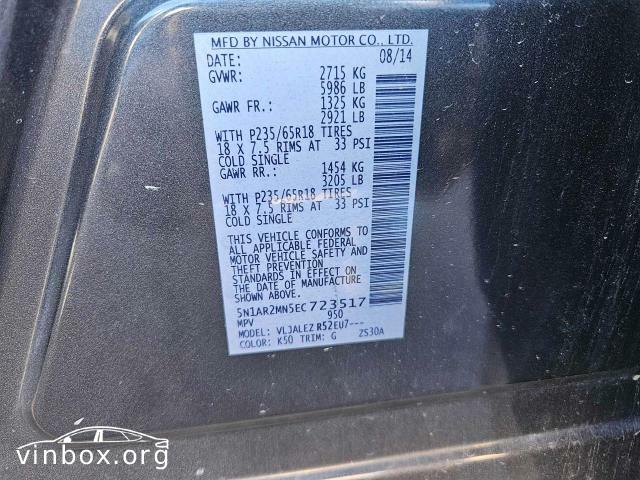 MFD BY NISSAN MOTOR CO., LTD.
DATE: 08/14
GVWR: 2715 KG
5986 LB
GAWR FR.: 1325 KG
2921 LB
WITH P235/65R18 TIRES
18 X 7.5 RIMS AT 33 PSI
COLD SINGLE
GAWR RR.: 1454 KG
3205 LB
WITH P235/65R18 TIRES
18 X 7.5 RIMS AT 33 PSI
COLD SINGLE
THIS VEHICLE CONFORMS TO
ALL APPLICABLE FEDERAL
MOTOR VEHICLE SAFETY AND
THEFT PREVENTION
STANDARDS IN EFFECT ON
THE DATE OF MANUFACTURE
SHOWN ABOVE.
5N1AR2MN5EC723517
MPV 950
MODEL: VLJALEZ R52EU7---
COLOR: K50 TRIM: G ZS30A
vinbox.org